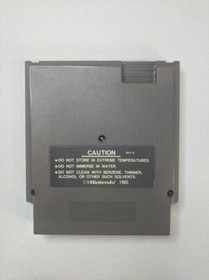 CAUTION
● DO NOT STORE IN EXTREME TEMPERATURES.
● DO NOT IMMERSE IN WATER.
● DO NOT CLEAN WITH BENZENE, THINNER,
ALCOHOL OR OTHER SUCH SOLVENTS.
Nintendo 1985